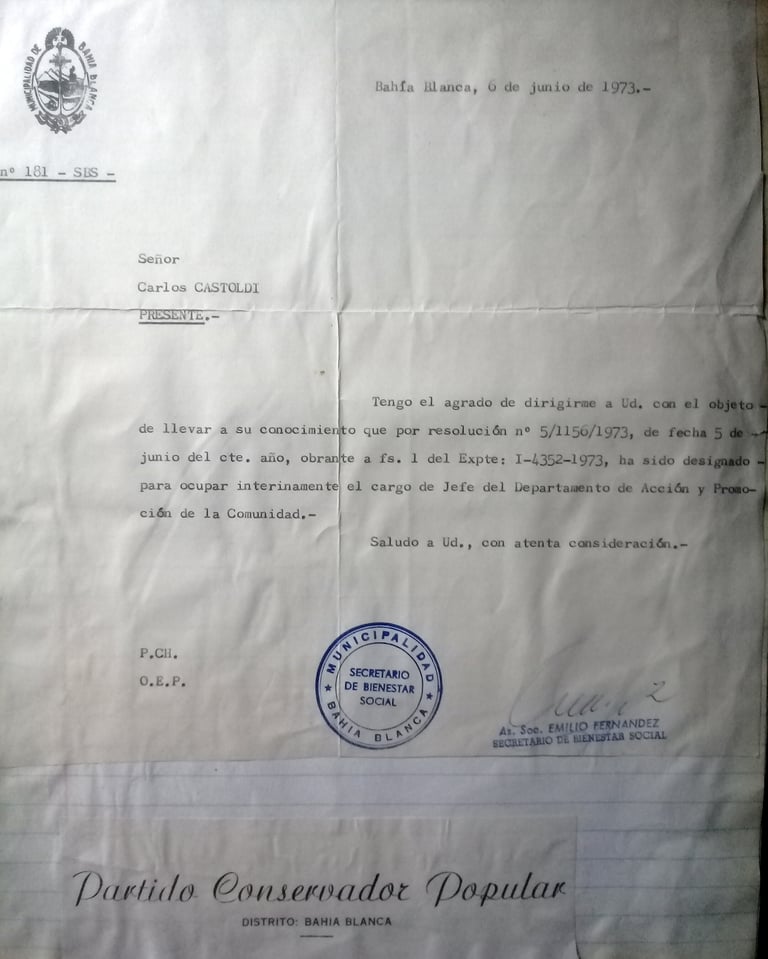 MUNICIPALIDAD DE BAHIA BLANCA
Bahía Blanca, 6 de junio de 1973.-
nº 181 - SBS -
Señor
Carlos CASTOLDI
PRESENTE.-
Tengo el agrado de dirigirme a Ud. con el objeto -
de llevar a su conocimiento que por resolución nº 5/1156/1973, de fecha 5 de --
junio del cte. año, obrante a fs. 1 del Expte: I-4352-1973, ha sido designado -
para ocupar interinamente el cargo de Jefe del Departamento de Acción y Promo-
ción de la Comunidad.-
Saludo a Ud., con atenta consideración.-
P.CH.
O.E.P.
MUNICIPALIDAD
SECRETARIO
DE BIENESTAR
SOCIAL
BAHIA BLANCA
As. Soc. EMILIO FERNANDEZ
SECRETARIO DE BIENESTAR SOCIAL
Partido Conservador Popular
DISTRITO: BAHIA BLANCA